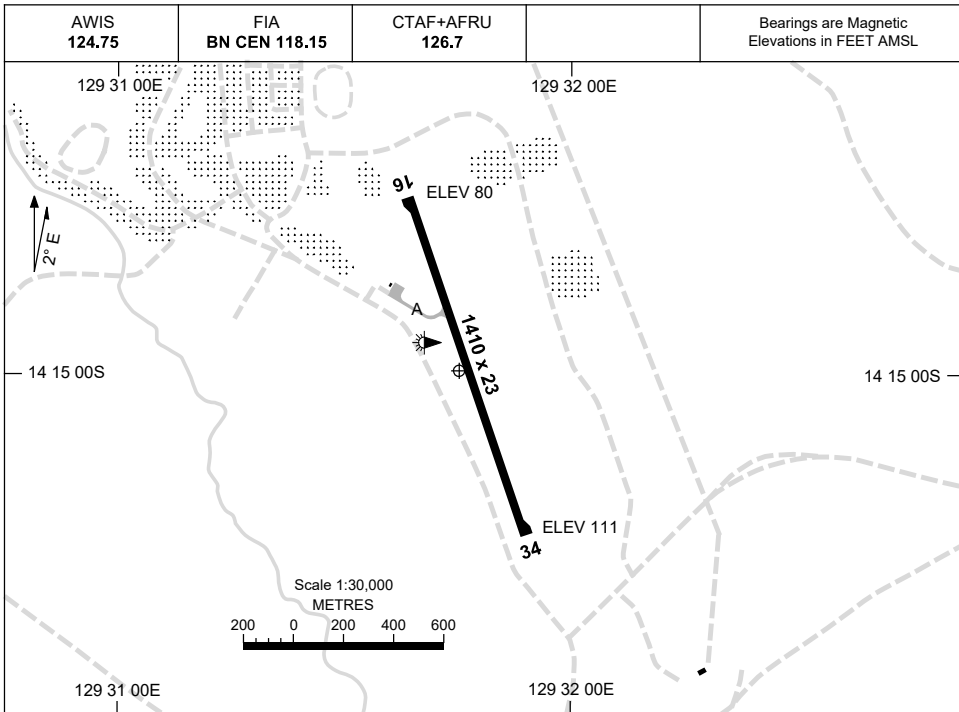 AWIS
124.75
FIA
BN CEN 118.15
CTAF+AFRU
126.7
Bearings are Magnetic
Elevations in FEET AMSL
129 31 00E
129 32 00E
16
ELEV 80
2° E
A
1410 x 23
14 15 00S
14 15 00S
ELEV 111
34
Scale 1:30,000
METRES
200 0 200 400 600
129 31 00E
129 32 00E